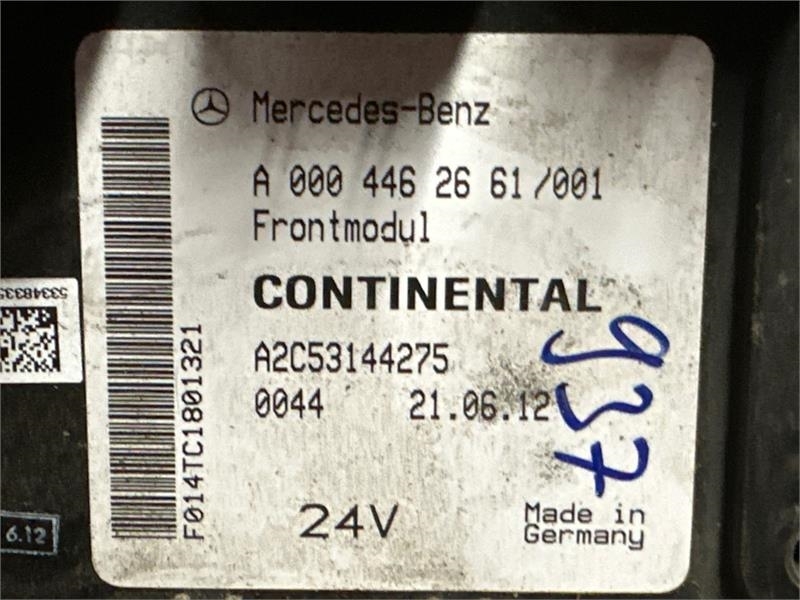 Mercedes-Benz
A 000 446 26 61/001
Frontmodul
CONTINENTAL
A2C53144275
0044 21.06.12
24V
Made in
Germany
F014TC1801321
937
6.12